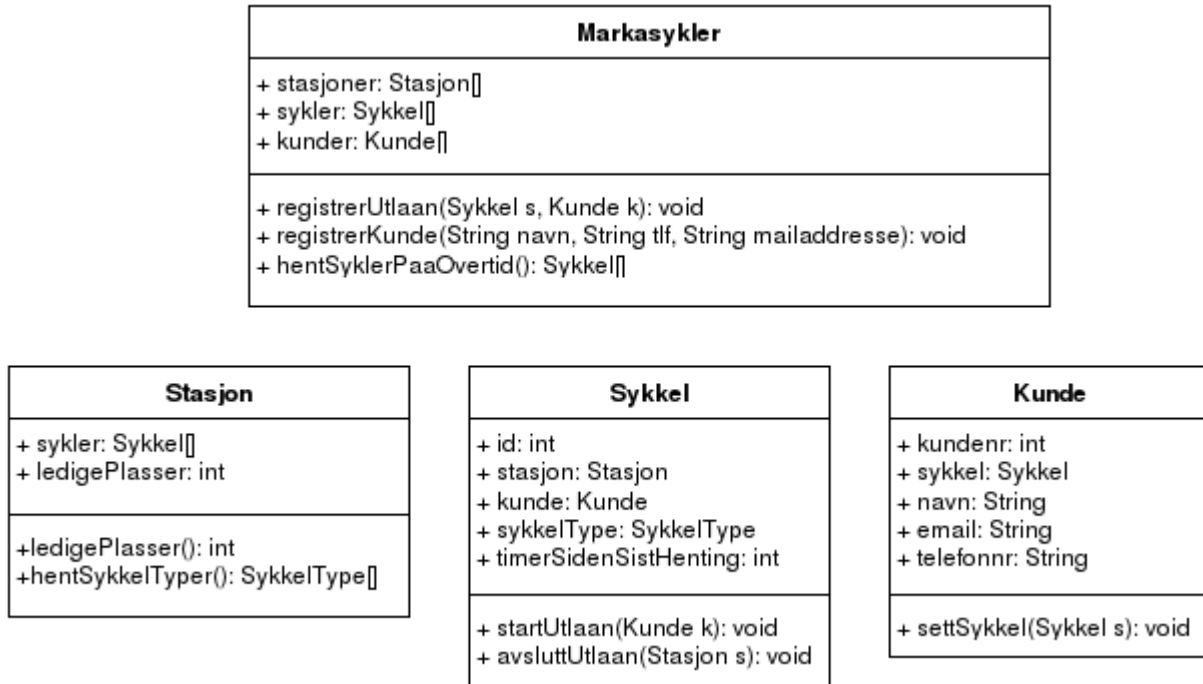 Markasykler
+ stasjoner: Stasjon[]
+ sykler: Sykkel[]
+ kunder: Kunde[]
+ registrerUtlaan(Sykkel s, Kunde k): void
+ registrerKunde(String navn, String tlf, String mailaddresse): void
+ hentSyklerPaaOvertid(): Sykkel[]
Stasjon
+ sykler: Sykkel[]
+ ledigePlasser: int
+ledigePlasser(): int
+hentSykkelTyper(): SykkelType[]
Sykkel
+ id: int
+ stasjon: Stasjon
+ kunde: Kunde
+ sykkelType: SykkelType
+ timerSidenSistHenting: int
+ startUtlaan(Kunde k): void
+ avsluttUtlaan(Stasjon s): void
Kunde
+ kundenr: int
+ sykkel: Sykkel
+ navn: String
+ email: String
+ telefonnr: String
+ settSykkel(Sykkel s): void